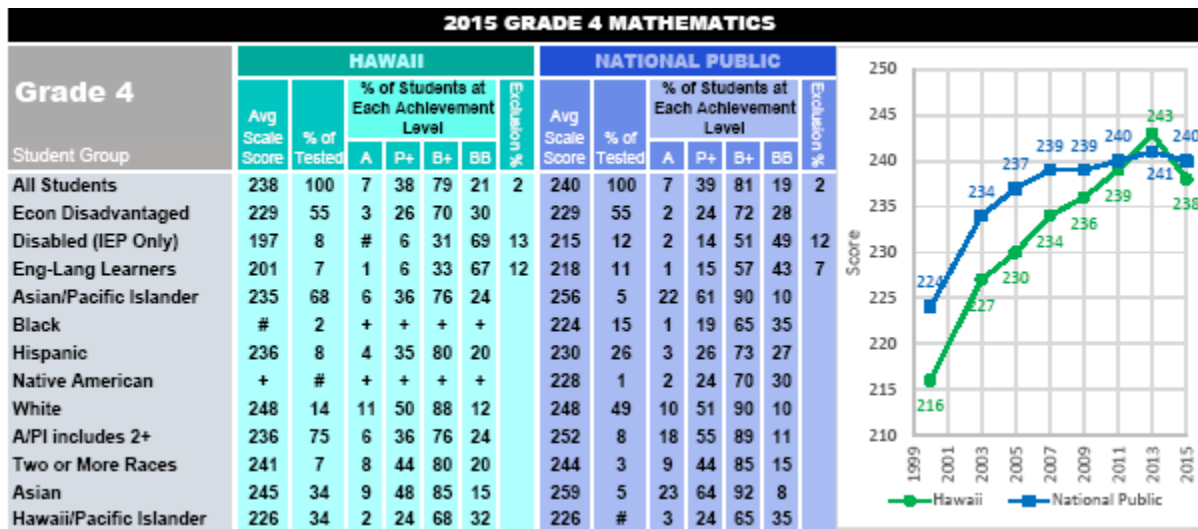 2015 GRADE 4 MATHEMATICS
HAWAII NATIONAL PUBLIC
Grade 4
Student Group
Avg Scale Score % of Tested % of Students at Each Achievement Level Exclusion % Avg Scale Score % of Tested % of Students at Each Achievement Level Exclusion %
A P+ B+ BB A P+ B+ BB
All Students 238 100 7 38 79 21 2 240 100 7 39 81 19 2
Econ Disadvantaged 229 55 3 26 70 30 229 55 2 24 72 28
Disabled (IEP Only) 197 8 # 6 31 69 13 215 12 2 14 51 49 12
Eng-Lang Learners 201 7 1 6 33 67 12 218 11 1 15 57 43 7
Asian/Pacific Islander 235 68 6 36 76 24 256 5 22 61 90 10
Black # 2 + + + + 224 15 1 19 65 35
Hispanic 236 8 4 35 80 20 230 26 3 26 73 27
Native American + # + + + + 228 1 2 24 70 30
White 248 14 11 50 88 12 248 49 10 51 90 10
A/PI includes 2+ 236 75 6 36 76 24 252 8 18 55 89 11
Two or More Races 241 7 8 44 80 20 244 3 9 44 85 15
Asian 245 34 9 48 85 15 259 5 23 64 92 8
Hawaii/Pacific Islander 226 34 2 24 68 32 226 # 3 24 65 35
250
245
240
235
230
225
220
215
210
Score
224 234 237 239 239 240 241 240
216 227 230 234 236 239 243 238
1999 2001 2003 2005 2007 2009 2011 2013 2015
Hawaii National Public